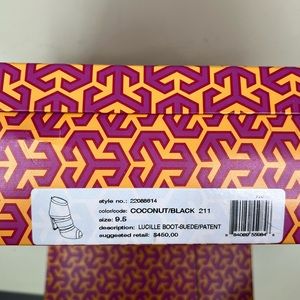 style no.: 22088614
color/code: COCONUT/BLACK 211
size: 9.5
description: LUCILLE BOOT-SUEDE/PATENT
suggested retail: $450.00